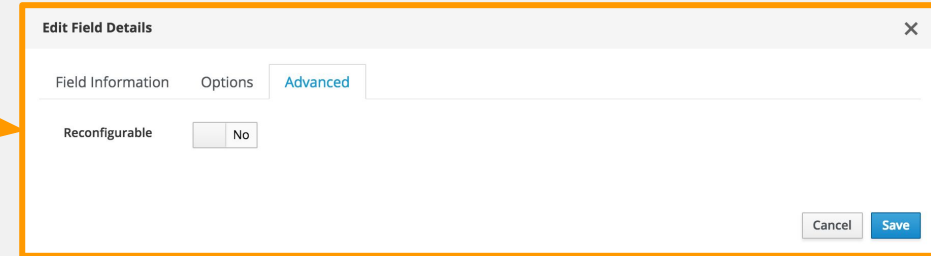 Edit Field Details
Field Information Options Advanced
Reconfigurable No
Cancel Save